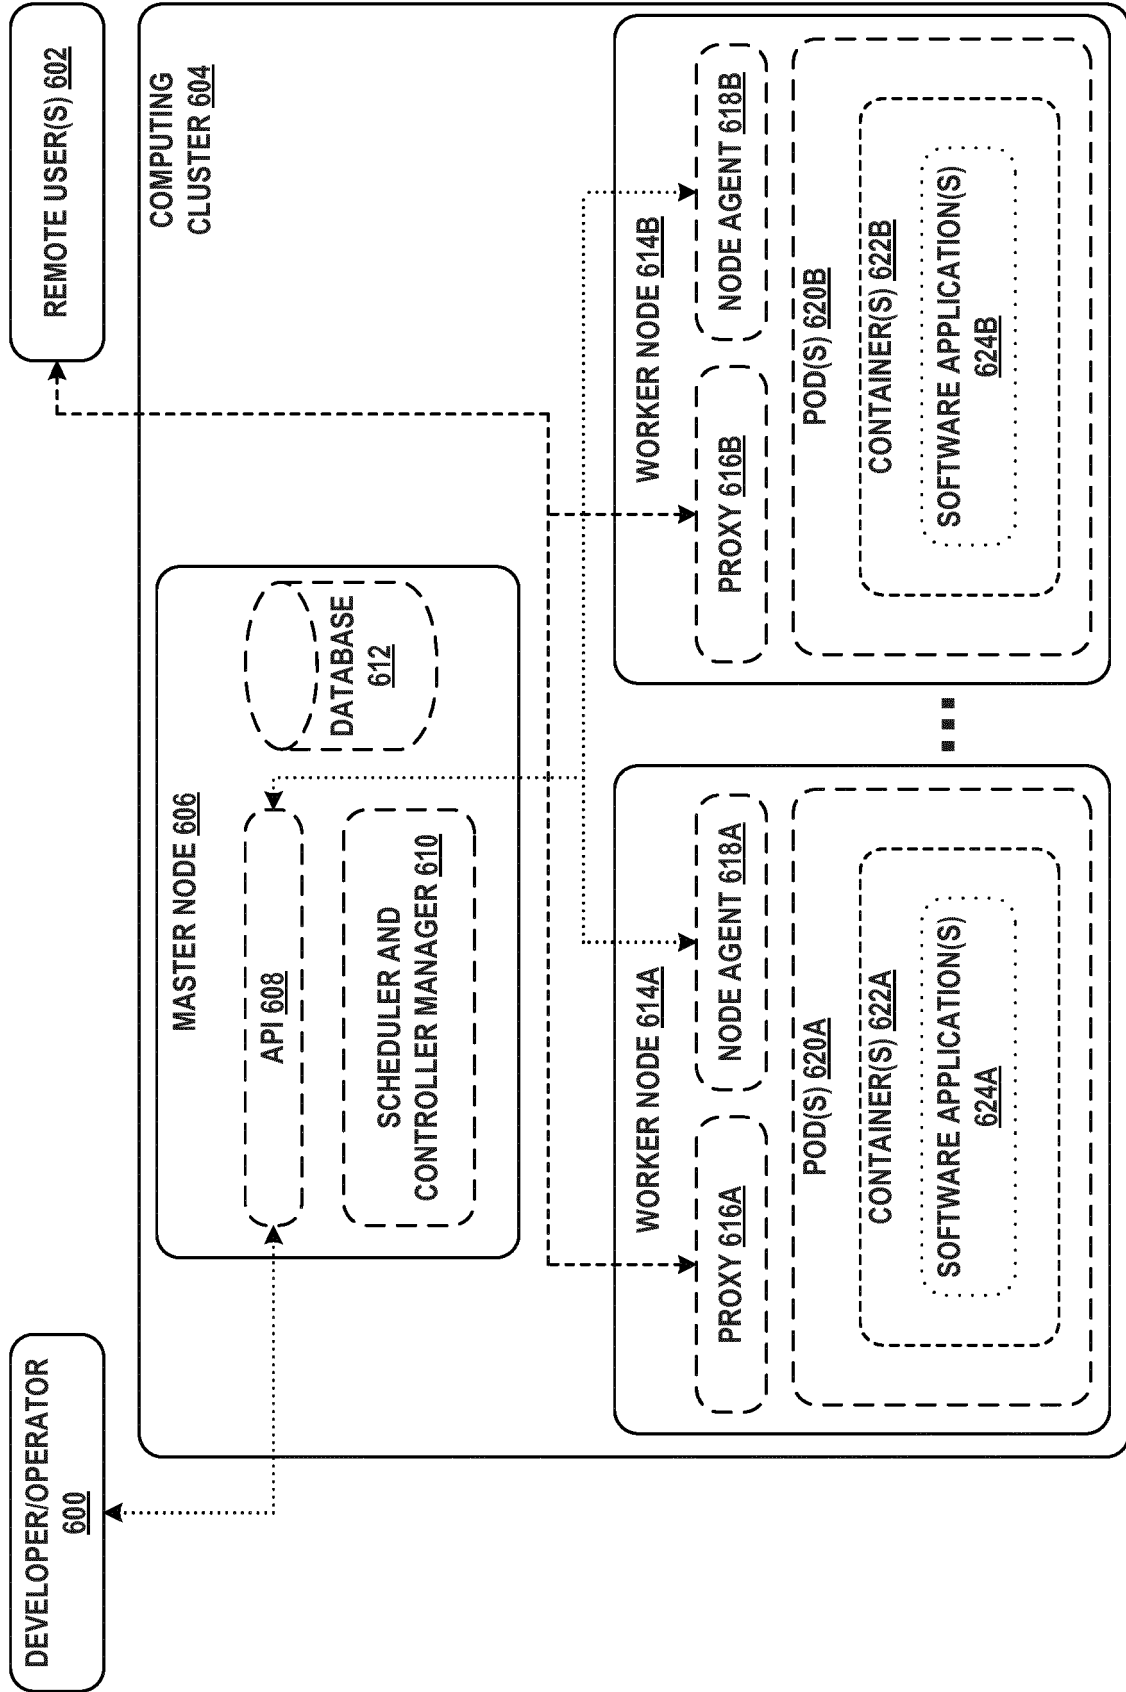 DEVELOPER/OPERATOR
600
REMOTE USER(S) 602
COMPUTING
CLUSTER 604
MASTER NODE 606
API 608
SCHEDULER AND
CONTROLLER MANAGER 610
DATABASE
612
WORKER NODE 614A
PROXY 616A
NODE AGENT 618A
POD(S) 620A
CONTAINER(S) 622A
SOFTWARE APPLICATION(S)
624A
WORKER NODE 614B
PROXY 616B
NODE AGENT 618B
POD(S) 620B
CONTAINER(S) 622B
SOFTWARE APPLICATION(S)
624B